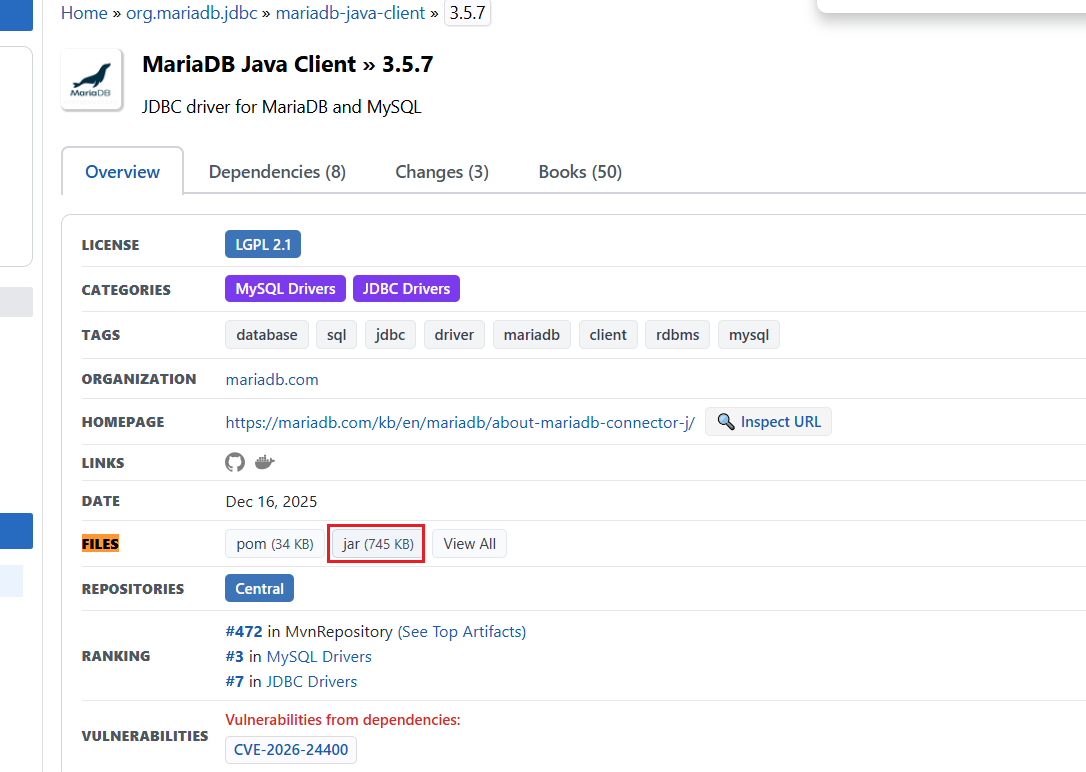 Home » org.mariadb.jdbc » mariadb-java-client » 3.5.7
MariaDB
MariaDB Java Client » 3.5.7
JDBC driver for MariaDB and MySQL
Overview Dependencies (8) Changes (3) Books (50)
LICENSE LGPL 2.1
CATEGORIES MySQL Drivers JDBC Drivers
TAGS database sql jdbc driver mariadb client rdbms mysql
ORGANIZATION mariadb.com
HOMEPAGE https://mariadb.com/kb/en/mariadb/about-mariadb-connector-j/ Inspect URL
LINKS
DATE Dec 16, 2025
FILES pom (34 KB) jar (745 KB) View All
REPOSITORIES Central
#472 in MvnRepository (See Top Artifacts)
RANKING #3 in MySQL Drivers
#7 in JDBC Drivers
Vulnerabilities from dependencies:
VULNERABILITIES
CVE-2026-24400